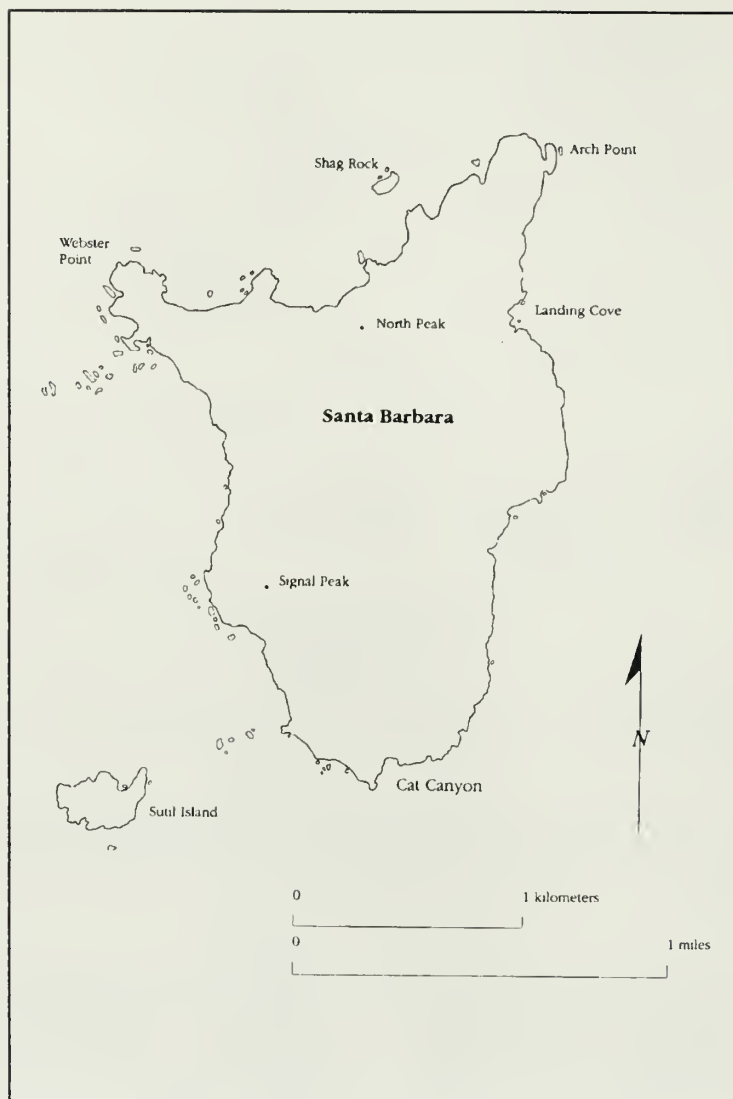 Shag Rock
Arch Point
Webster
Point
Landing Cove
North Peak
Santa Barbara
Signal Peak
N
Cat Canyon
Sutil Island
0
1 kilometers
0
1 miles